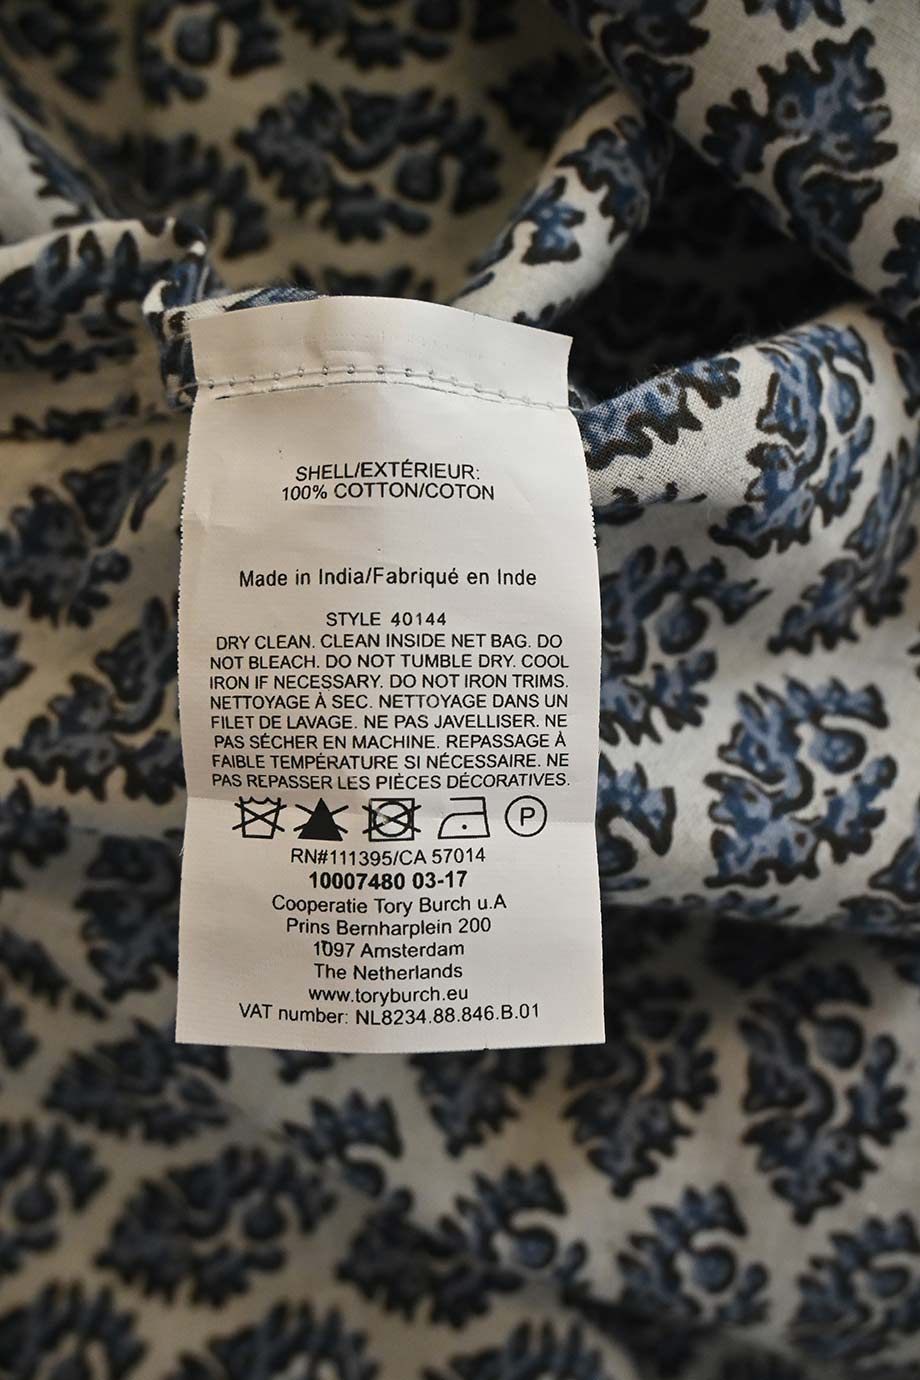 SHELL/EXTÉRIEUR:
100% COTTON/COTON
Made in India/Fabriqué en Inde
STYLE 40144
DRY CLEAN. CLEAN INSIDE NET BAG. DO
NOT BLEACH. DO NOT TUMBLE DRY. COOL
IRON IF NECESSARY. DO NOT IRON TRIMS.
NETTOYAGE À SEC. NETTOYAGE DANS UN
FILET DE LAVAGE. NE PAS JAVELLISER. NE
PAS SÉCHER EN MACHINE. REPASSAGE À
FAIBLE TEMPÉRATURE SI NÉCESSAIRE. NE
PAS REPASSER LES PIÈCES DÉCORATIVES.
P
RN#111395/CA 57014
10007480 03-17
Cooperatie Tory Burch u.A
Prins Bernharplein 200
1097 Amsterdam
The Netherlands
www.toryburch.eu
VAT number: NL8234.88.846.B.01